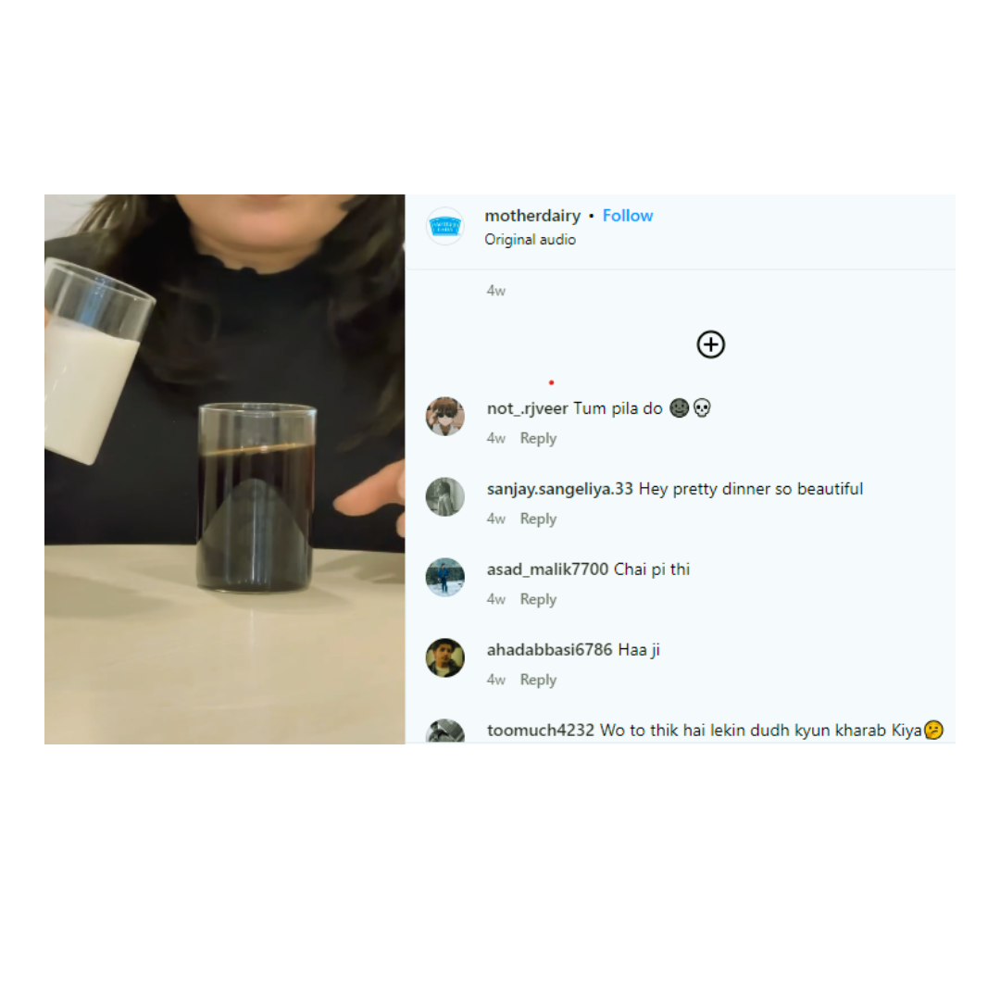 motherdairy • Follow
Original audio
4w
not_.rjveer Tum pila do 🌚💀
4w Reply
sanjay.sangeliya.33 Hey pretty dinner so beautiful
4w Reply
asad_malik7700 Chai pi thi
4w Reply
ahadabbasi6786 Haa ji
4w Reply
toomuch4232 Wo to thik hai lekin dudh kyun kharab Kiya🫤